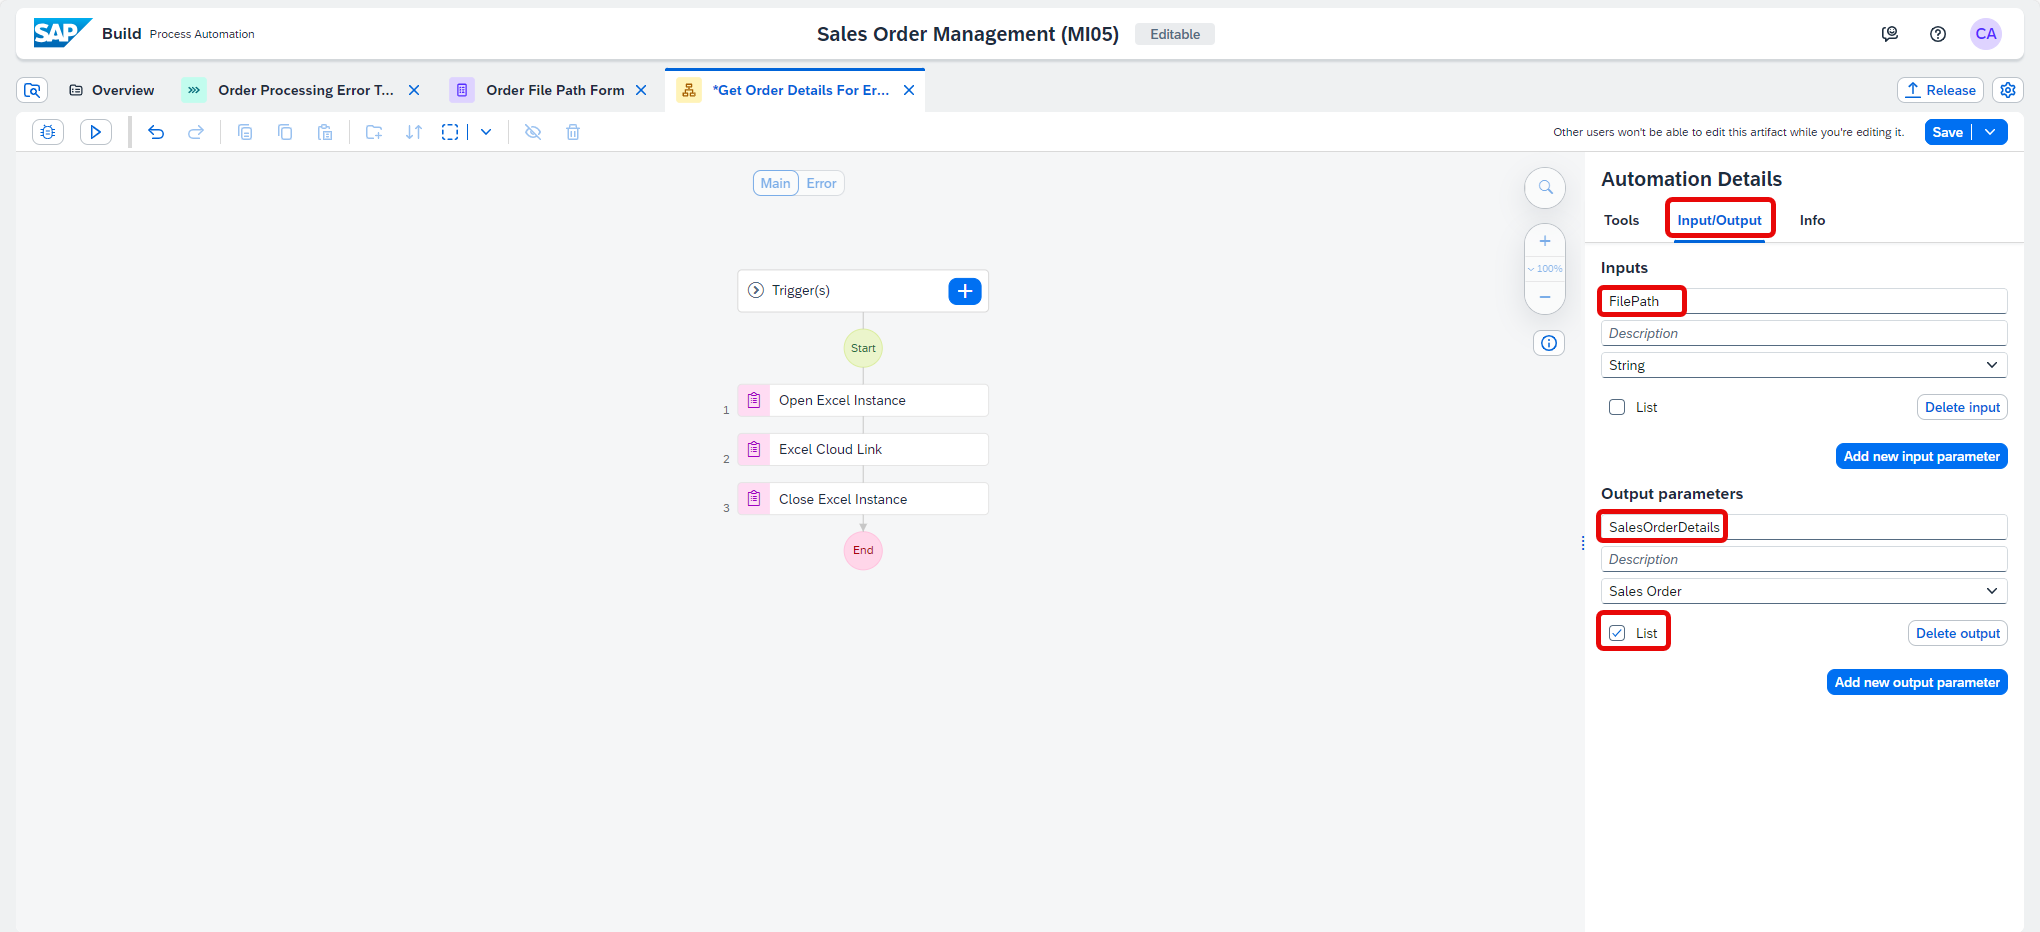 SAP Build Process Automation
Sales Order Management (MI05) Editable
CA
Overview
Order Processing Error T...
Order File Path Form
*Get Order Details For Er...
Release
Other users won't be able to edit this artifact while you're editing it.
Save
Main Error
Trigger(s)
Start
1 Open Excel Instance
2 Excel Cloud Link
3 Close Excel Instance
End
100%
Automation Details
Tools Input/Output Info
Inputs
FilePath
Description
String
List Delete input
Add new input parameter
Output parameters
SalesOrderDetails
Description
Sales Order
List Delete output
Add new output parameter